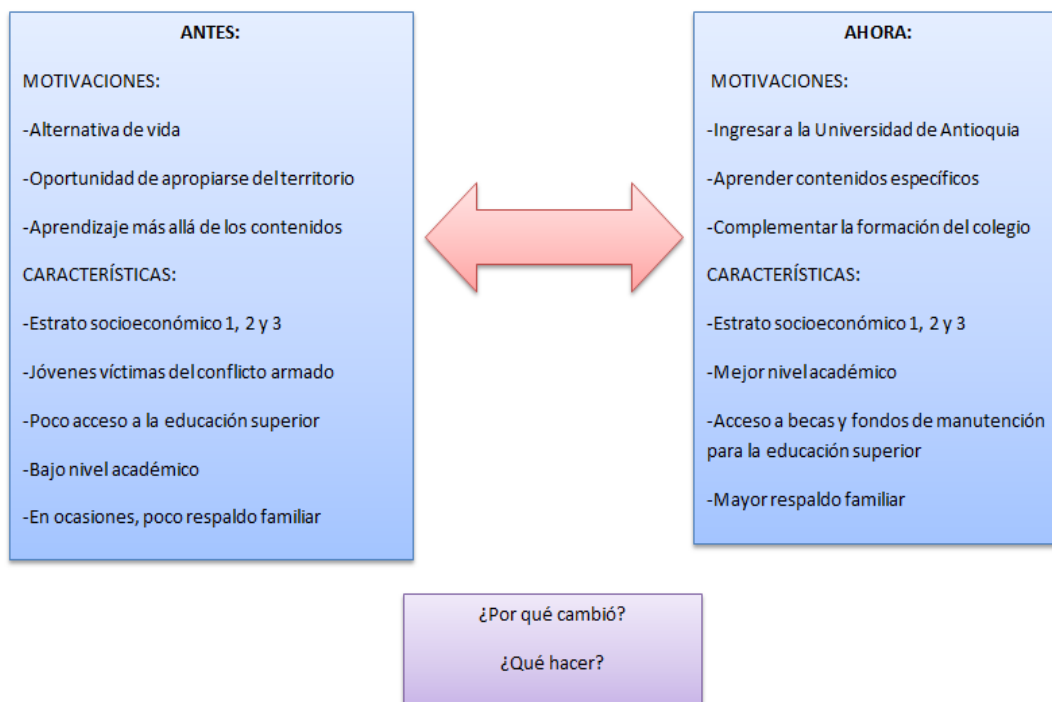 ANTES:
MOTIVACIONES:
-Alternativa de vida
-Oportunidad de apropiarse del territorio
-Aprendizaje más allá de los contenidos
CARACTERÍSTICAS:
-Estrato socioeconómico 1, 2 y 3
-Jóvenes víctimas del conflicto armado
-Poco acceso a la educación superior
-Bajo nivel académico
-En ocasiones, poco respaldo familiar
AHORA:
MOTIVACIONES:
-Ingresar a la Universidad de Antioquia
-Aprender contenidos específicos
-Complementar la formación del colegio
CARACTERÍSTICAS:
-Estrato socioeconómico 1, 2 y 3
-Mejor nivel académico
-Acceso a becas y fondos de manutención
para la educación superior
-Mayor respaldo familiar
¿Por qué cambió?
¿Qué hacer?